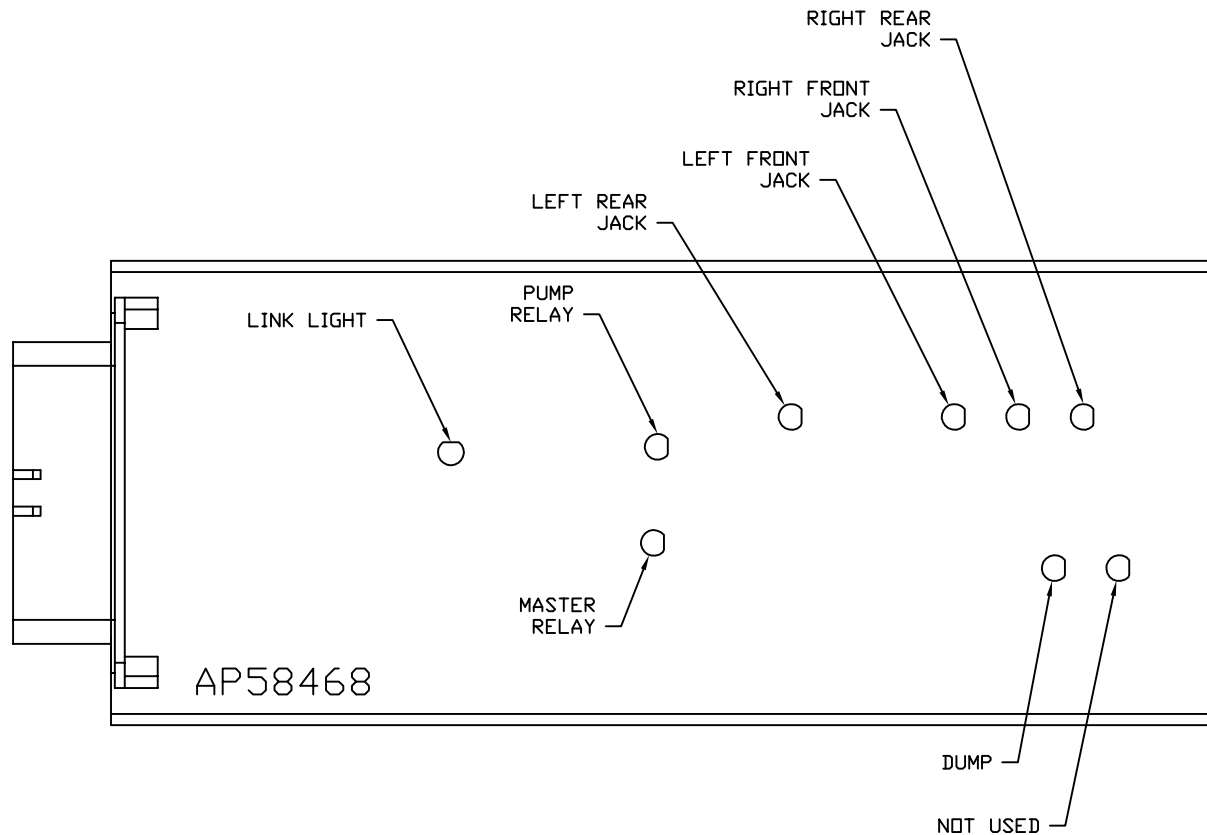 RIGHT REAR
JACK
RIGHT FRONT
JACK
LEFT FRONT
JACK
LEFT REAR
JACK
PUMP
RELAY
LINK LIGHT
MASTER
RELAY
AP58468
DUMP
NOT USED